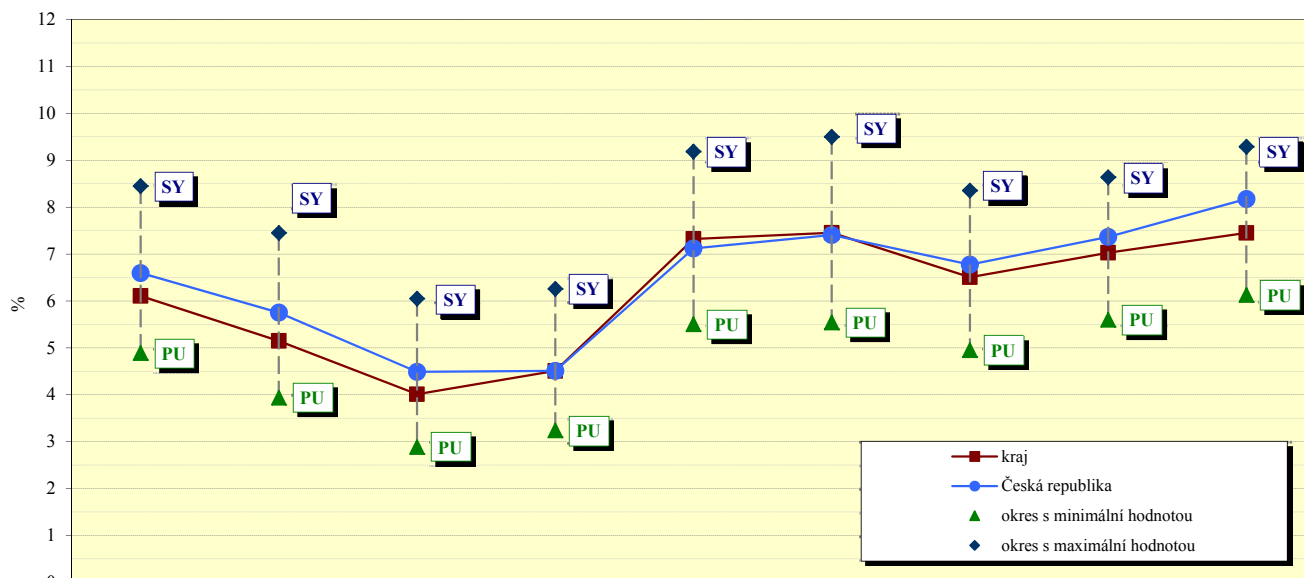 12
11
10
9
8
7
6
5
4
3
2
1
0
%
SY
SY
SY
SY
SY
SY
SY
SY
SY
PU
PU
PU
PU
PU
PU
PU
PU
PU
kraj
Česká republika
okres s minimální hodnotou
okres s maximální hodnotou